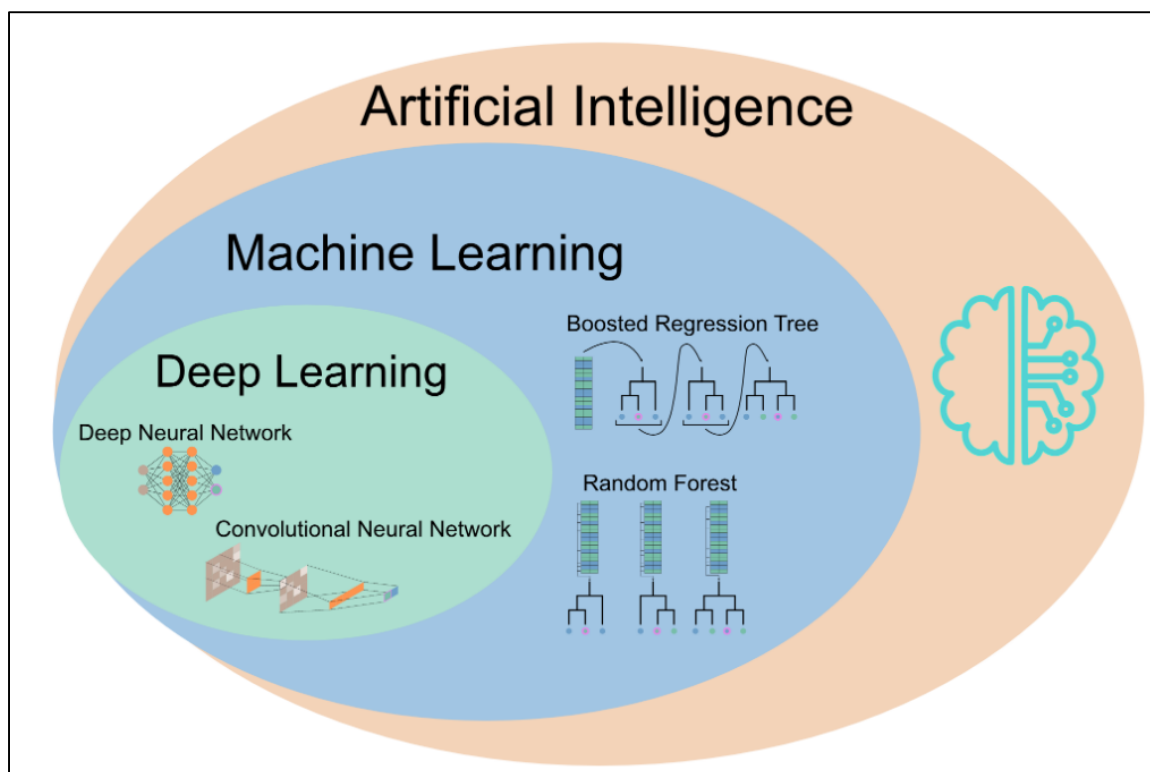 Artificial Intelligence
Machine Learning
Boosted Regression Tree
Deep Learning
Deep Neural Network
Random Forest
Convolutional Neural Network